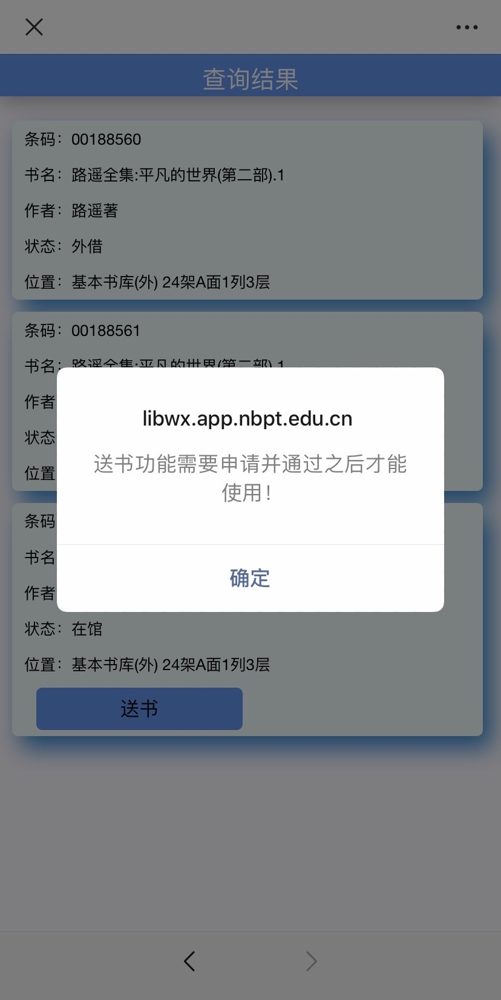 查询结果
条码：00188560
书名：路遥全集:平凡的世界(第二部).1
作者：路遥著
状态：外借
位置：基本书库(外) 24架A面1列3层
条码：00188561
书名：路遥全集:平凡的世界(第二部).1
作者
状态
位置
libwx.app.nbpt.edu.cn
送书功能需要申请并通过之后才能
使用！
确定
条码
书名
作者
状态：在馆
位置：基本书库(外) 24架A面1列3层
送书